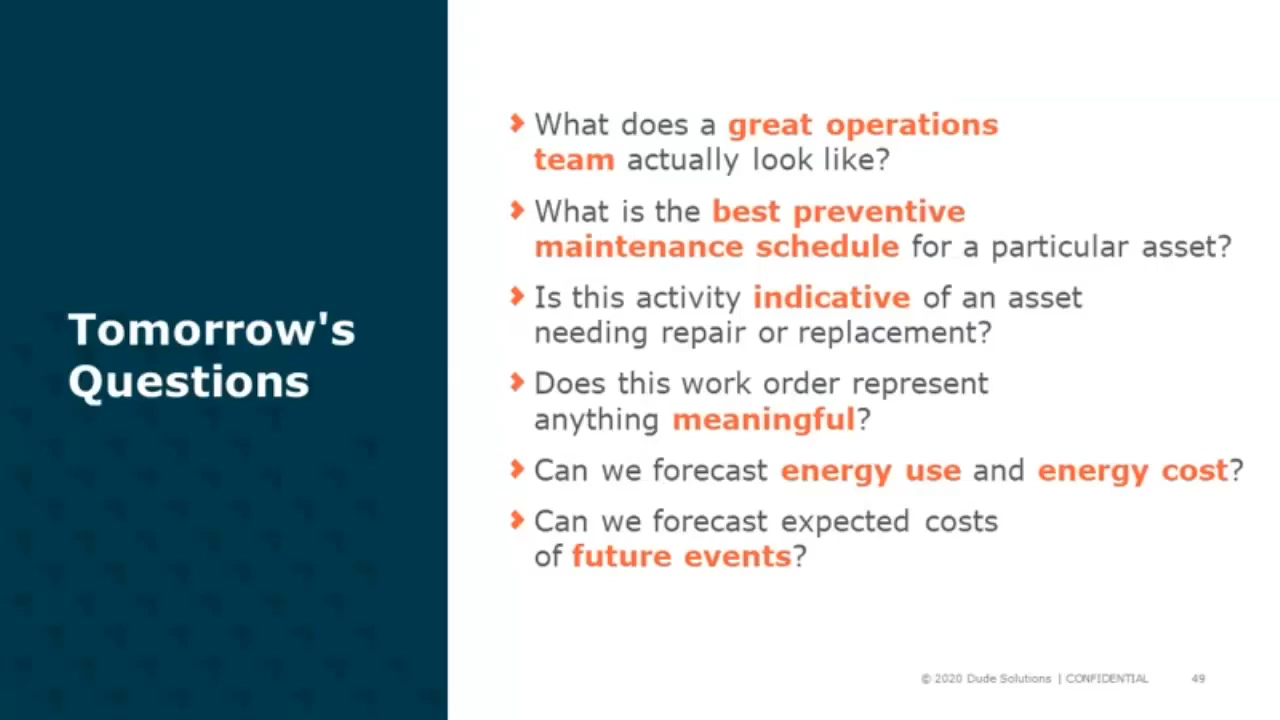 Tomorrow's
Questions
What does a great operations
team actually look like?
What is the best preventive
maintenance schedule for a particular asset?
Is this activity indicative of an asset
needing repair or replacement?
Does this work order represent
anything meaningful?
Can we forecast energy use and energy cost?
Can we forecast expected costs
of future events?
© 2020 Dude Solutions | CONFIDENTIAL 49